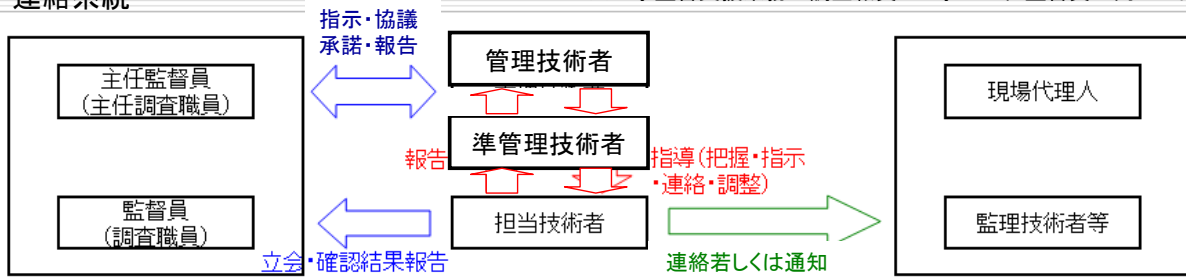 連絡系統
指示・協議
承諾・報告
主任監督員
(主任調査職員)
管理技術者
現場代理人
報告
準管理技術者
指導(把握・指示
・連絡・調整)
監督員
(調査職員)
担当技術者
監理技術者等
立会・確認結果報告
連絡若しくは通知